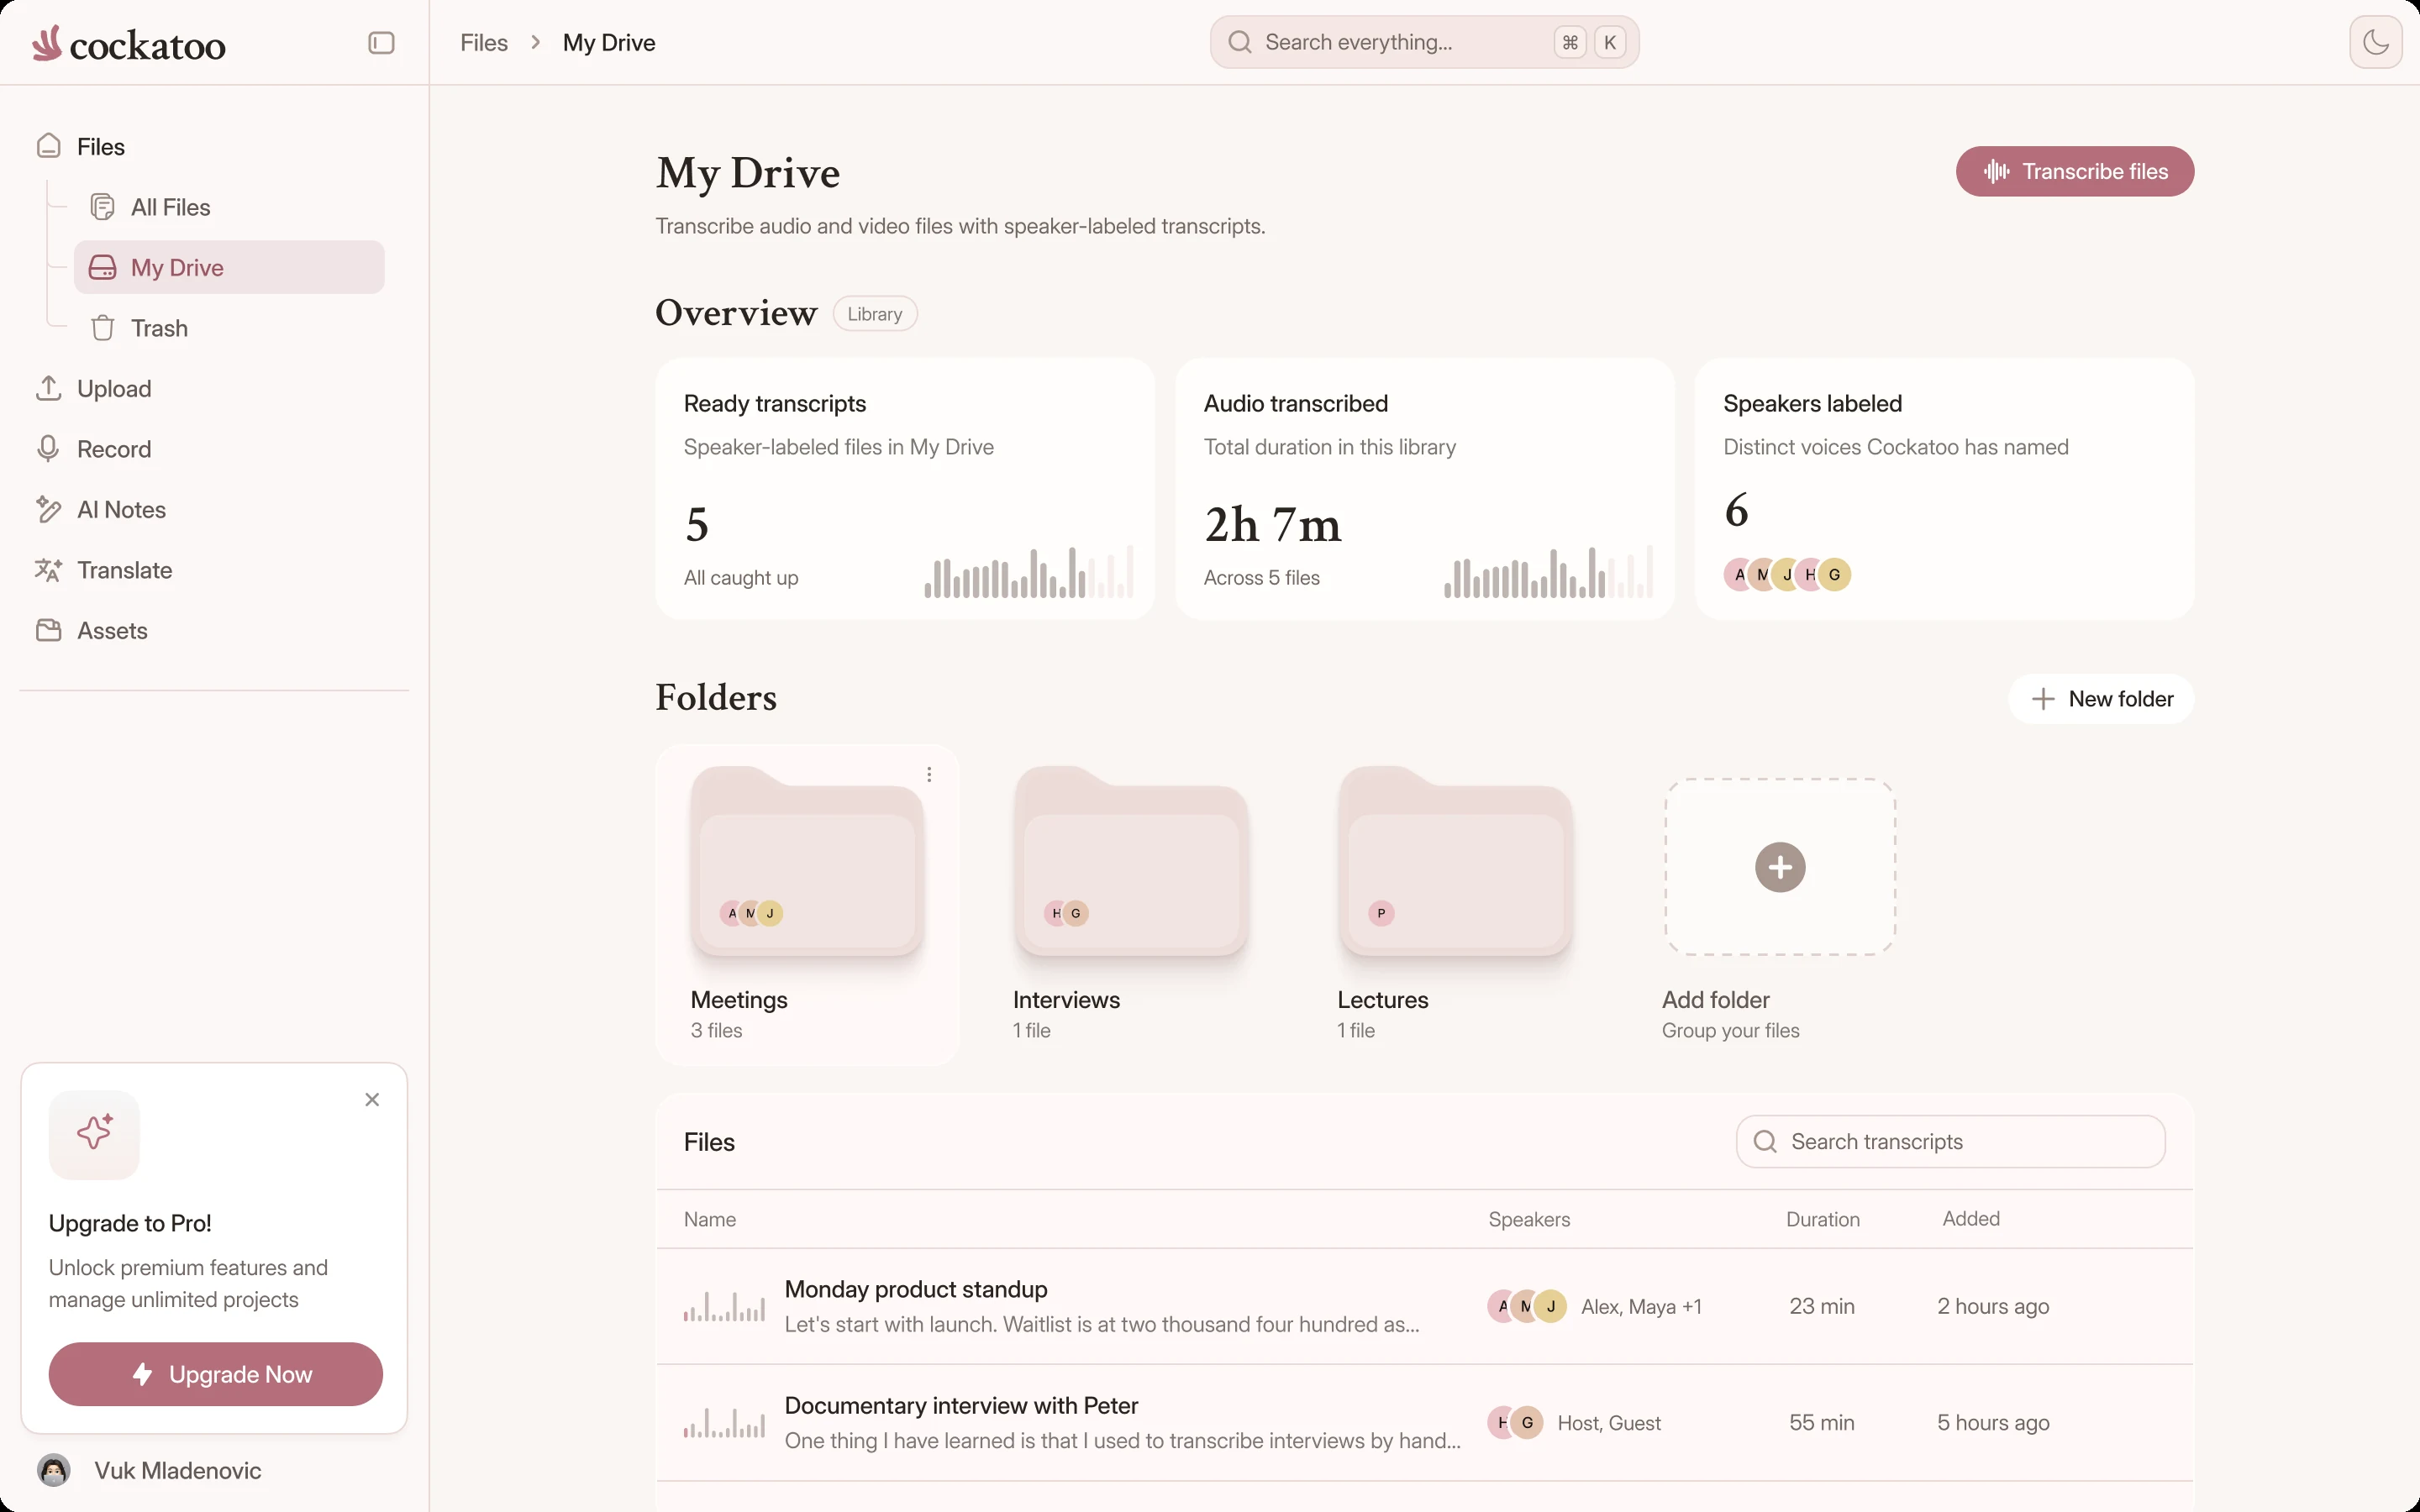 cockatoo
Files
My Drive
Search everything...
⌘ K
Files
All Files
My Drive
Trash
Upload
Record
AI Notes
Translate
Assets
Upgrade to Pro!
Unlock premium features and
manage unlimited projects
Upgrade Now
Vuk Mladenovic
My Drive
Transcribe files
Transcribe audio and video files with speaker-labeled transcripts.
Overview
Library
Ready transcripts
Speaker-labeled files in My Drive
5
All caught up
Audio transcribed
Total duration in this library
2h 7m
Across 5 files
Speakers labeled
Distinct voices Cockatoo has named
6
A M J H G
Folders
New folder
A M J
Meetings
3 files
H G
Interviews
1 file
P
Lectures
1 file
Add folder
Group your files
Files
Search transcripts
Name Speakers Duration Added
Monday product standup
Let's start with launch. Waitlist is at two thousand four hundred as...
A M J Alex, Maya +1 23 min 2 hours ago
Documentary interview with Peter
One thing I have learned is that I used to transcribe interviews by hand...
H G Host, Guest 55 min 5 hours ago